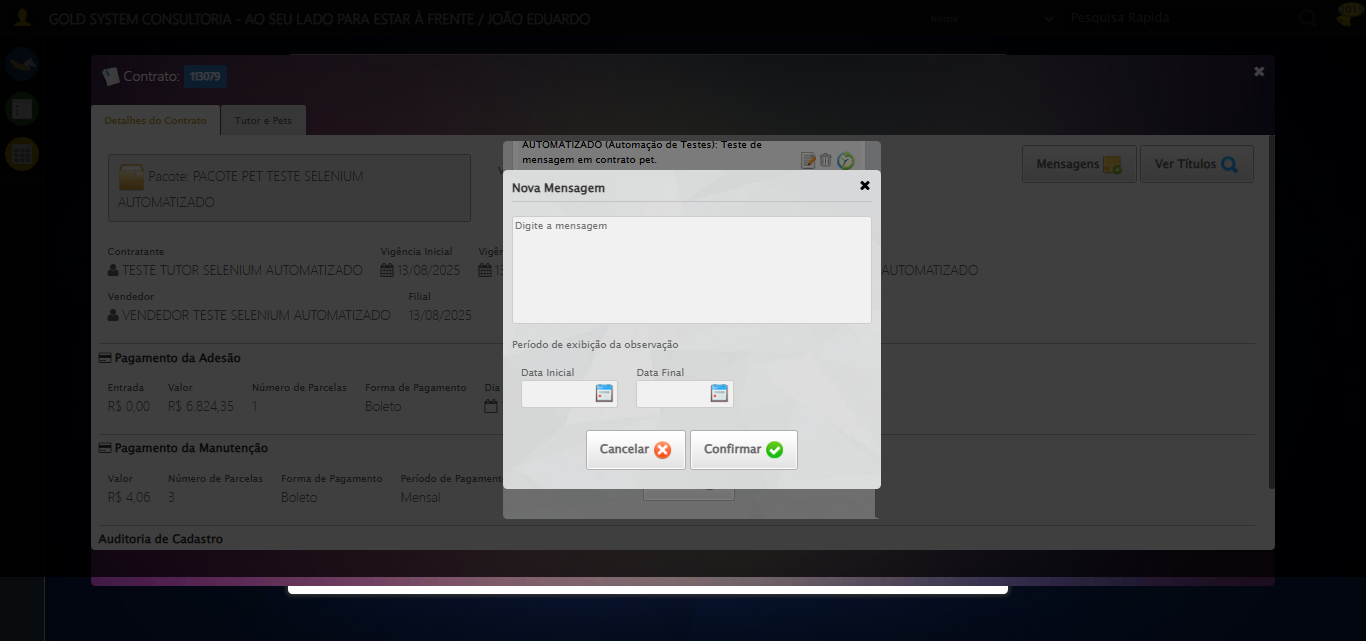 GOLD SYSTEM CONSULTORIA - AO SEU LADO PARA ESTAR À FRENTE / JOÃO EDUARDO
Nome
Pesquisa Rapida
101
Contrato: 113079
Detalhes do Contrato
Tutor e Pets
AUTOMATIZADO (Automação de Testes): Teste de
mensagem em contrato pet.
Mensagens
Ver Títulos
Pacote: PACOTE PET TESTE SELENIUM
AUTOMATIZADO
Nova Mensagem
Digite a mensagem
Contratante
Vigência Inicial
TESTE TUTOR SELENIUM AUTOMATIZADO
13/08/2025
AUTOMATIZADO
Vendedor
Filial
VENDEDOR TESTE SELENIUM AUTOMATIZADO
13/08/2025
Período de exibição da observação
Data Inicial
Data Final
Cancelar
Confirmar
Pagamento da Adesão
Entrada
Valor
Número de Parcelas
Forma de Pagamento
Dia
R$ 0,00
R$ 6.824,35
1
Boleto
Pagamento da Manutenção
Valor
Número de Parcelas
Forma de Pagamento
Período de Pagament
R$ 4,06
3
Boleto
Mensal
Auditoria de Cadastro